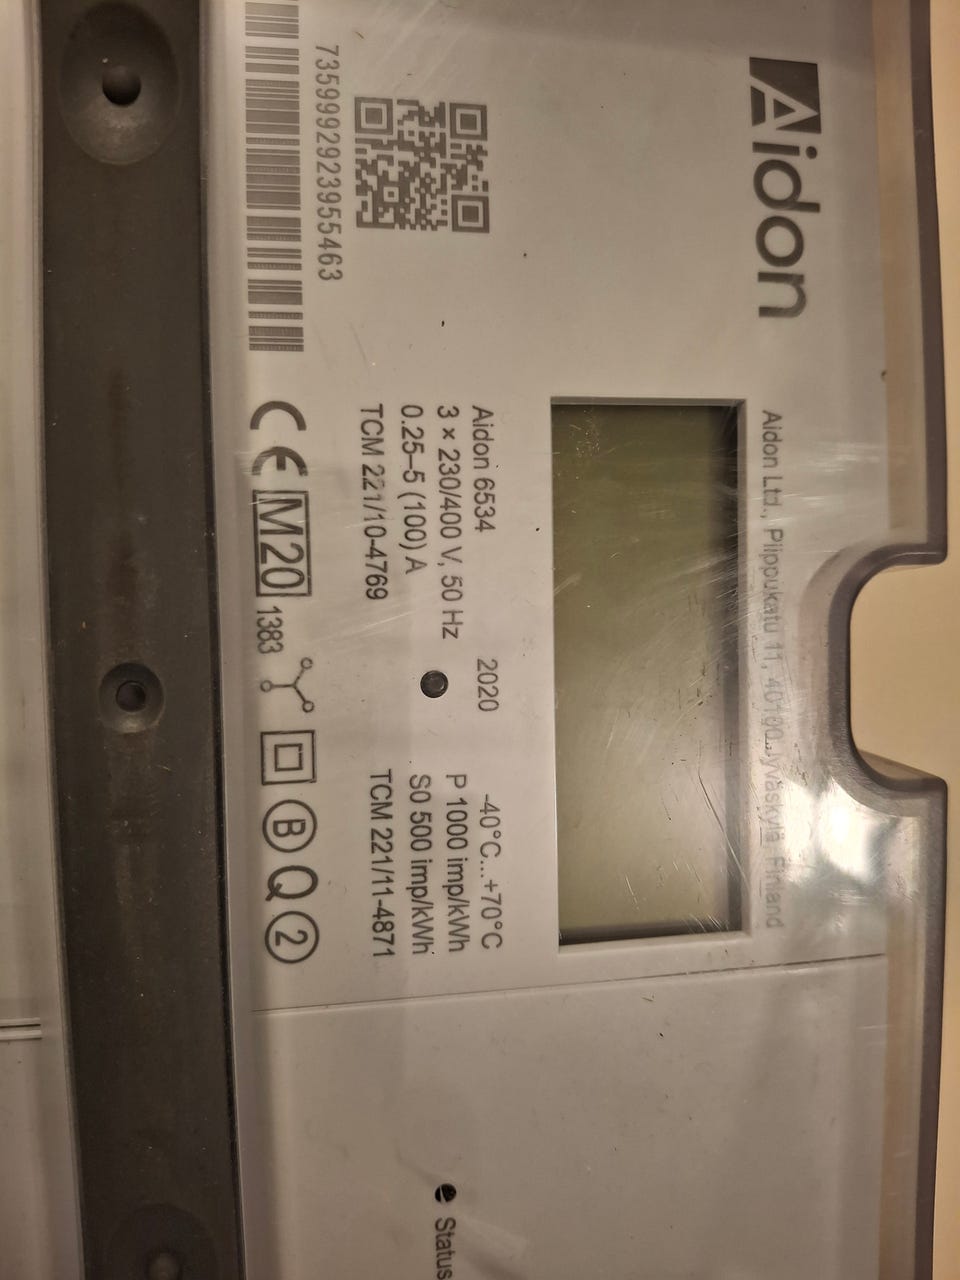 Aidon
Aidon Ltd., Piippukatu 11, 40100 Jyväskylä Finland
Aidon 6534 2020 -40°C...+70°C
3 × 230/400 V, 50 Hz P 1000 imp/kWh
0.25–5 (100) A S0 500 imp/kWh
TCM 221/10-4769 TCM 221/11-4871
7359992923955463
CE M20 1383 B Q 2
Status